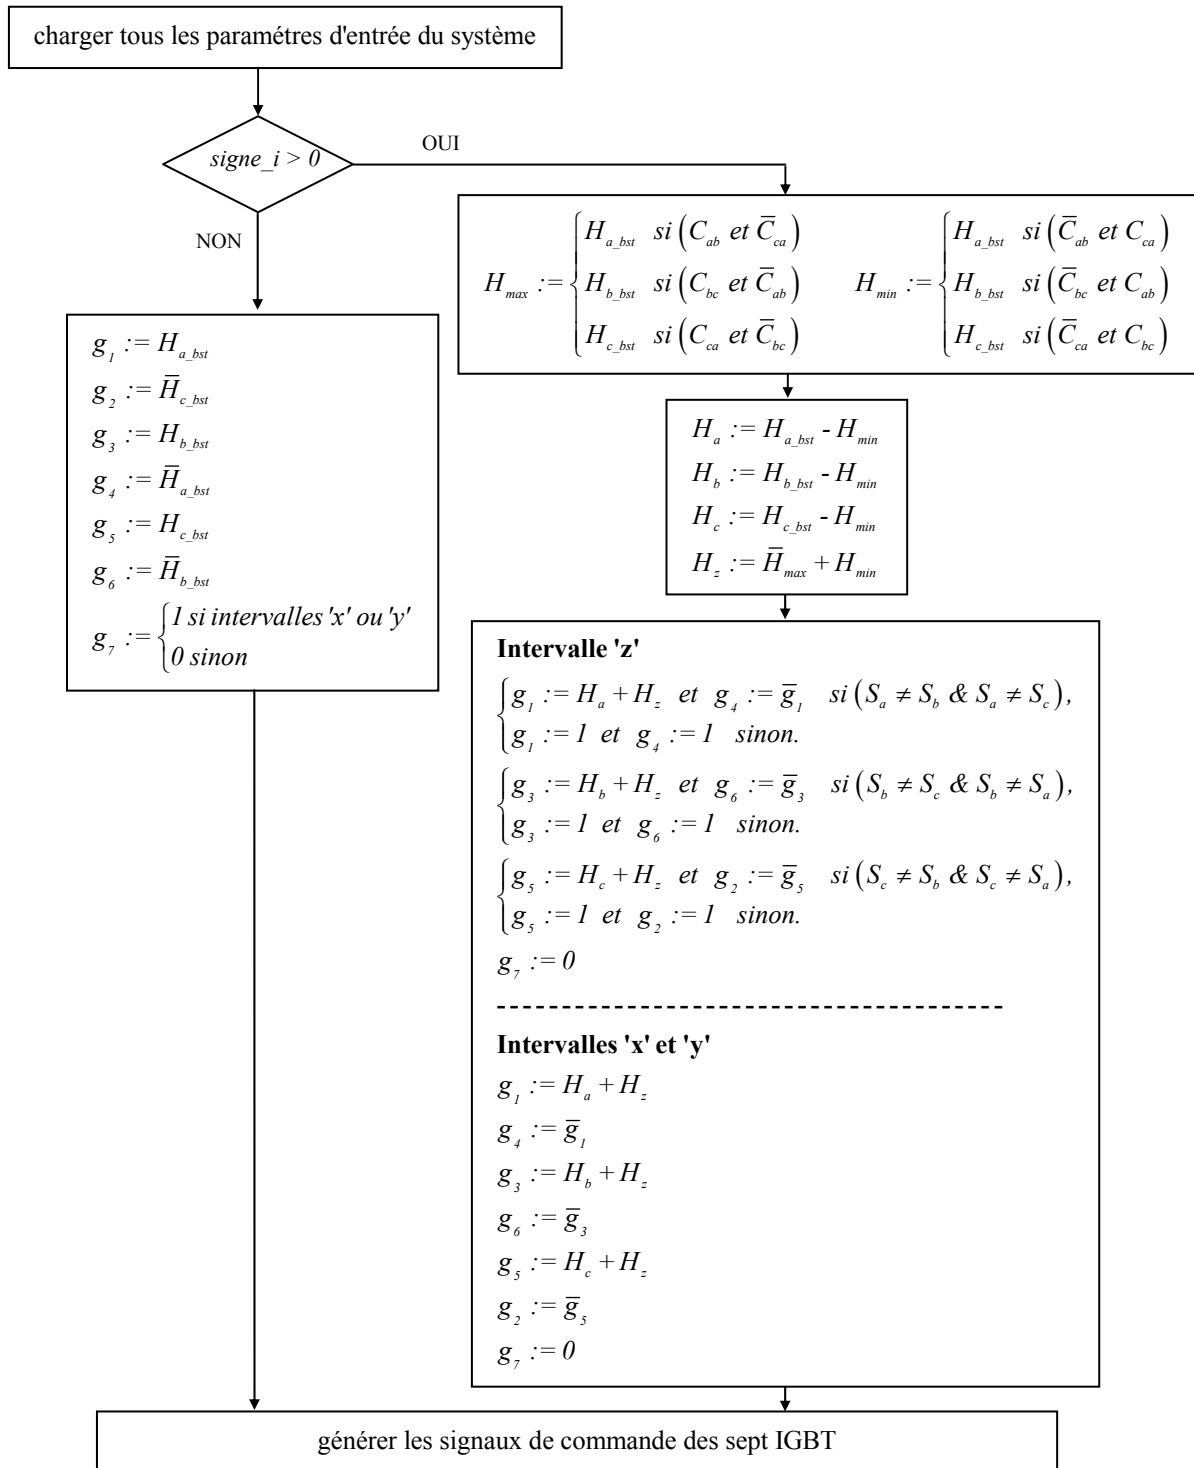 charger tous les paramétres d'entrée du système
signe_i > 0
OUI
NON
H_max := { H_a_bst si (C_ab et C̅_ca)
H_b_bst si (C_bc et C̅_ab)
H_c_bst si (C_ca et C̅_bc)
H_min := { H_a_bst si (C̅_ab et C_ca)
H_b_bst si (C̅_bc et C_ab)
H_c_bst si (C̅_ca et C_bc)
g_1 := H_a_bst
g_2 := H̅_c_bst
g_3 := H_b_bst
g_4 := H̅_a_bst
g_5 := H_c_bst
g_6 := H̅_b_bst
g_7 := { 1 si intervalles 'x' ou 'y'
0 sinon
H_a := H_a_bst - H_min
H_b := H_b_bst - H_min
H_c := H_c_bst - H_min
H_z := H̅_max + H_min
Intervalle 'z'
{ g_1 := H_a + H_z et g_4 := g̅_1 si (S_a ≠ S_b & S_a ≠ S_c),
g_1 := 1 et g_4 := 1 sinon.
{ g_3 := H_b + H_z et g_6 := g̅_3 si (S_b ≠ S_c & S_b ≠ S_a),
g_3 := 1 et g_6 := 1 sinon.
{ g_5 := H_c + H_z et g_2 := g̅_5 si (S_c ≠ S_b & S_c ≠ S_a),
g_5 := 1 et g_2 := 1 sinon.
g_7 := 0
Intervalles 'x' et 'y'
g_1 := H_a + H_z
g_4 := g̅_1
g_3 := H_b + H_z
g_6 := g̅_3
g_5 := H_c + H_z
g_2 := g̅_5
g_7 := 0
générer les signaux de commande des sept IGBT